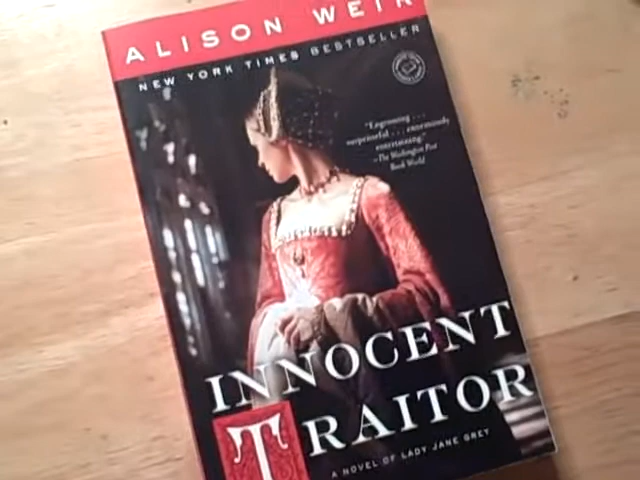 ALISON WEIR
NEW YORK TIMES BESTSELLER
"Engrossing . . .
suspenseful . . . enormously
entertaining."
—The Washington Post
Book World
INNOCENT
TRAITOR
A NOVEL OF LADY JANE GREY